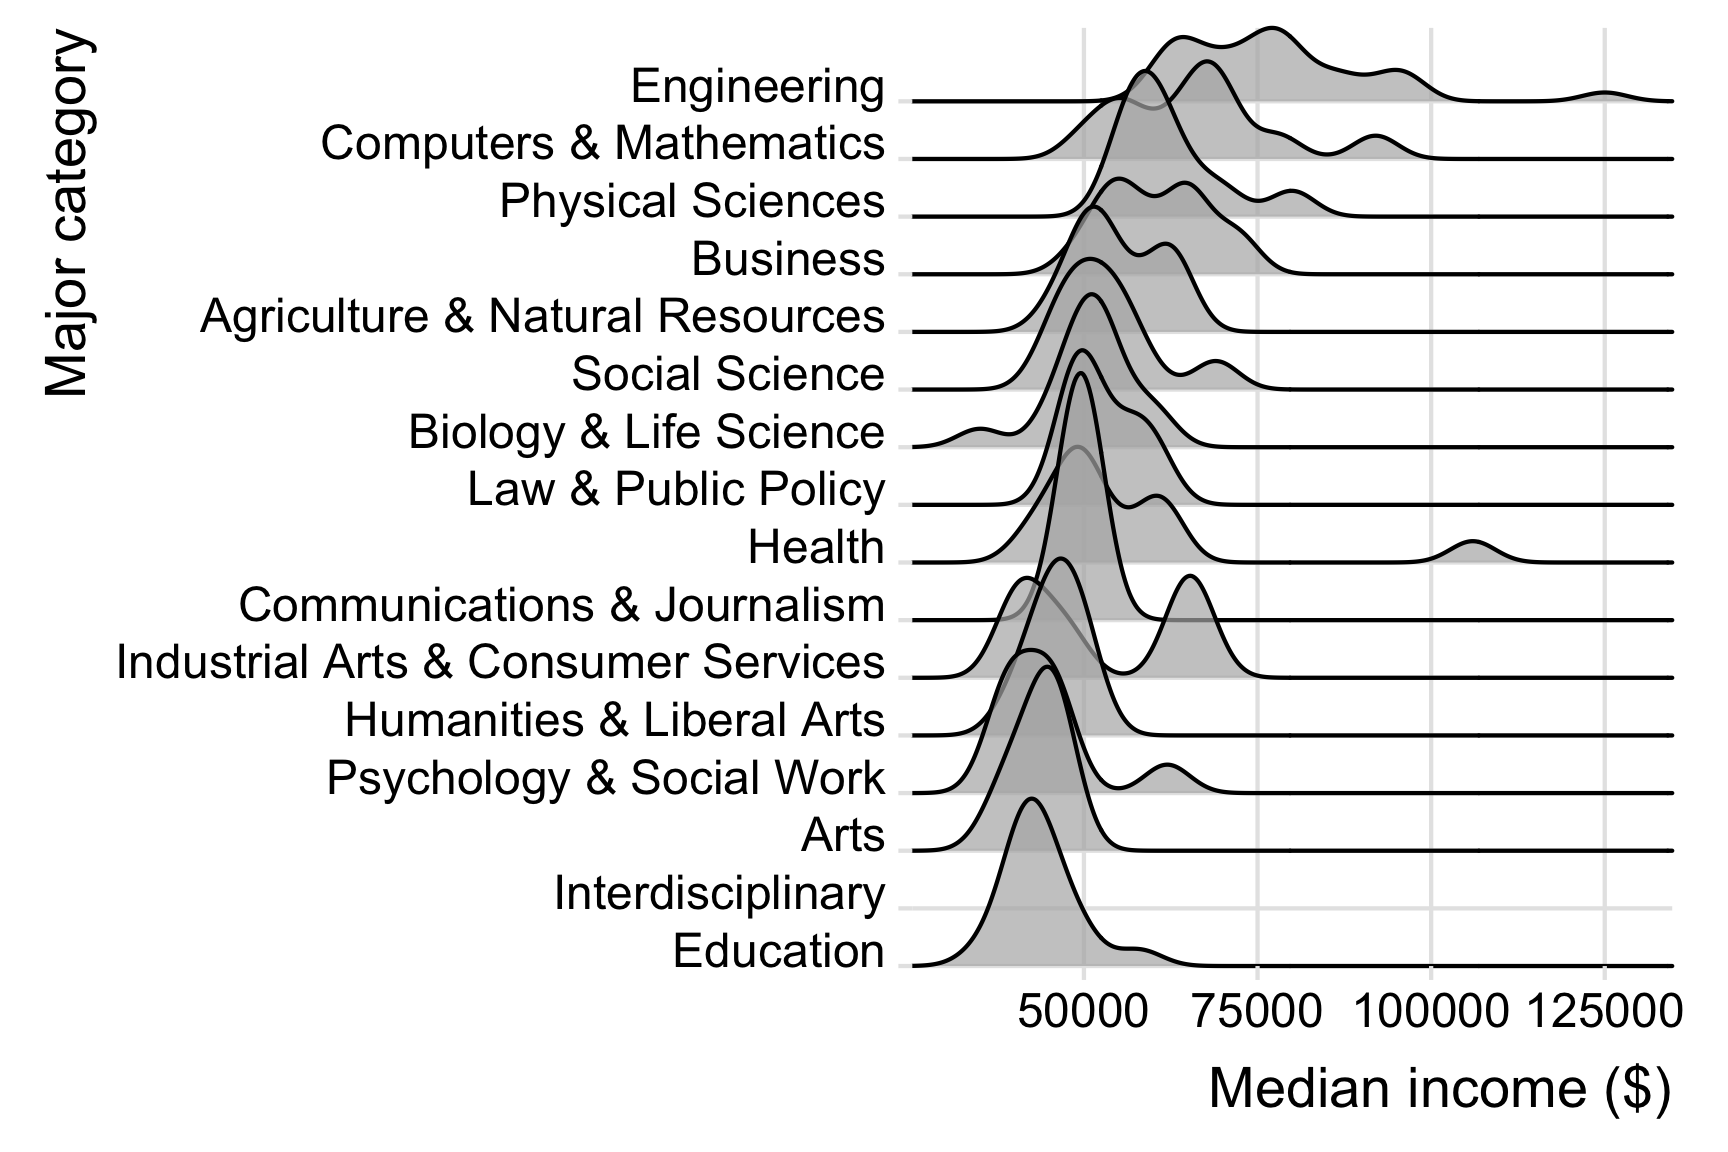 Major category
Engineering
Computers & Mathematics
Physical Sciences
Business
Agriculture & Natural Resources
Social Science
Biology & Life Science
Law & Public Policy
Health
Communications & Journalism
Industrial Arts & Consumer Services
Humanities & Liberal Arts
Psychology & Social Work
Arts
Interdisciplinary
Education
50000 75000 100000 125000
Median income ($)